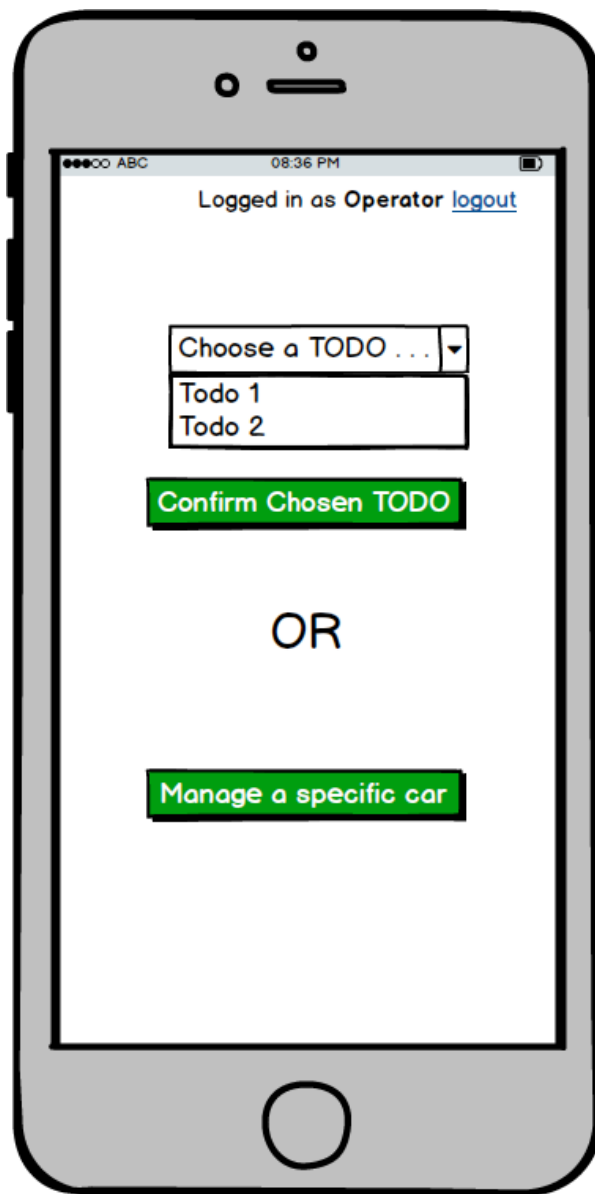 ABC 08:36 PM
Logged in as Operator logout
Choose a TODO . . .
Todo 1
Todo 2
Confirm Chosen TODO
OR
Manage a specific car